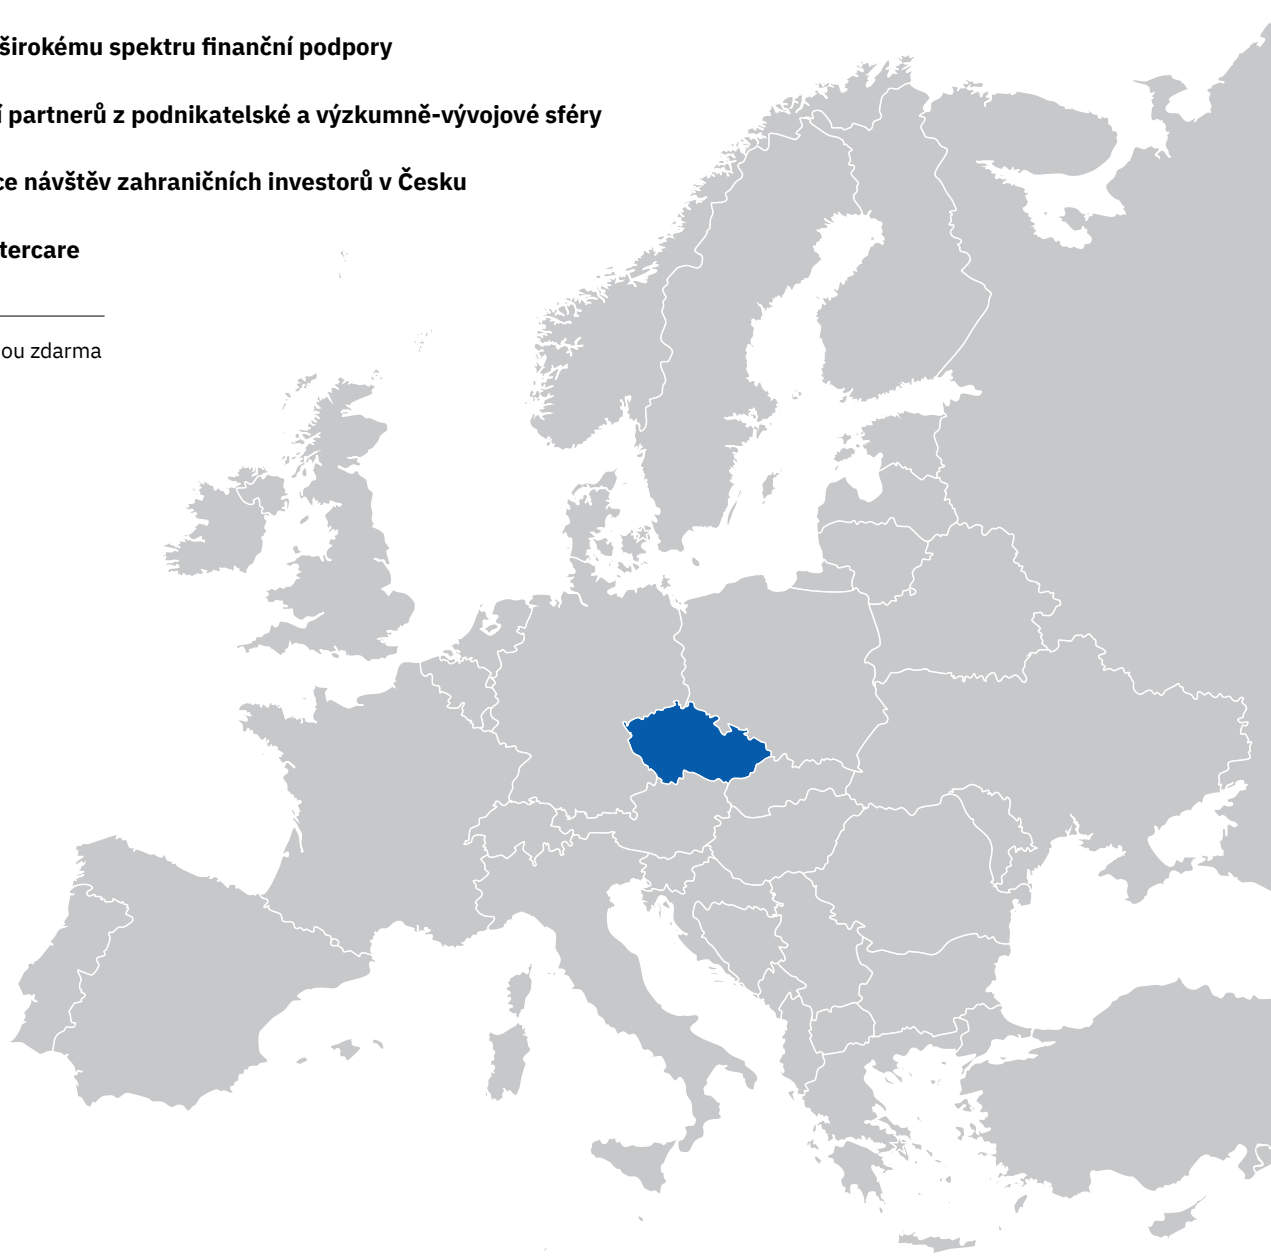 širokému spektru finanční podpory
í partnerů z podnikatelské a výzkumně-vývojové sféry
ce návštěv zahraničních investorů v Česku
tercare
ou zdarma